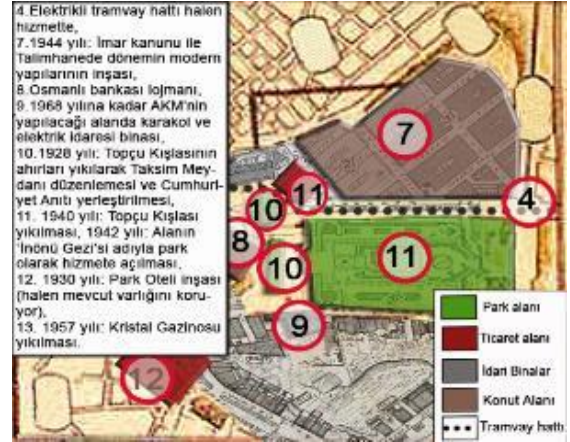 4.Elektrikli tramvay hattı halen
hizmette,
7.1944 yılı: İmar kanunu ile
Talimhanede dönemin modern
yapılarının inşası,
8.Osmanlı bankası lojmanı,
9.1968 yılına kadar AKM'nin
yapılacağı alanda karakol ve
elektrik idaresi binası,
10.1928 yılı: Topçu Kışlasının
ahırları yıkılarak Taksim Mey-
danı düzenlemesi ve Cumhuri-
yet Anıtı yerleştirilmesi,
11. 1940 yılı: Topçu Kışlası
yıkılması, 1942 yılı: Alanın
'İnönü Gezi'si adıyla park
olarak hizmete açılması,
12. 1930 yılı: Park Oteli inşası
(halen mevcut varlığını koru-
yor),
13. 1957 yılı: Kristal Gazinosu
yıkılması.
7
11
4
10
8
10
11
9
12
Park alanı
Ticaret alanı
İdari Binalar
Konut Alanı
Tramvay hattı